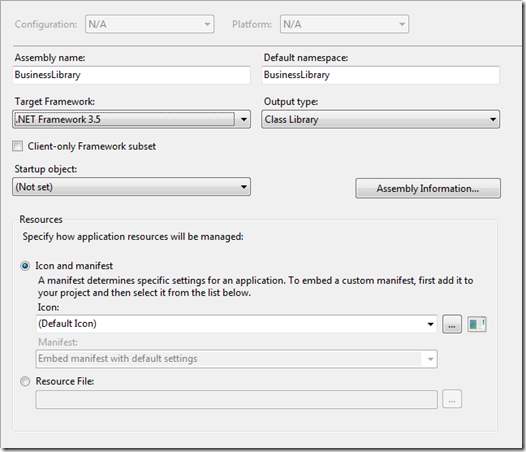 Configuration: N/A Platform: N/A
Assembly name: Default namespace:
BusinessLibrary BusinessLibrary
Target Framework: Output type:
.NET Framework 3.5 Class Library
Client-only Framework subset
Startup object:
(Not set) Assembly Information...
Resources
Specify how application resources will be managed:
Icon and manifest
A manifest determines specific settings for an application. To embed a custom manifest, first add it to
your project and then select it from the list below.
Icon:
(Default Icon) ...
Manifest:
Embed manifest with default settings
Resource File:
...